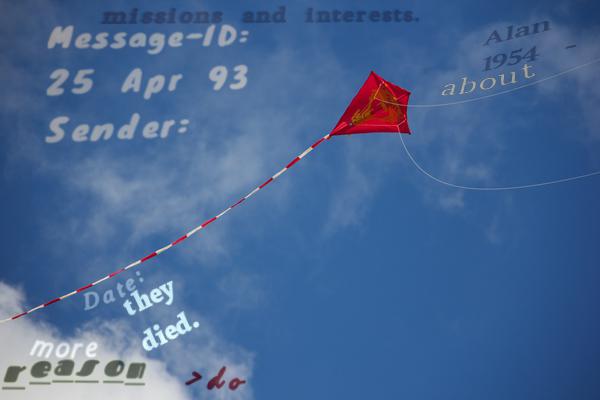 missions and interests.
Message-ID:
25 Apr 93
Sender:
Alan
1954 -
about
Date:
they
died.
more
reason
>do